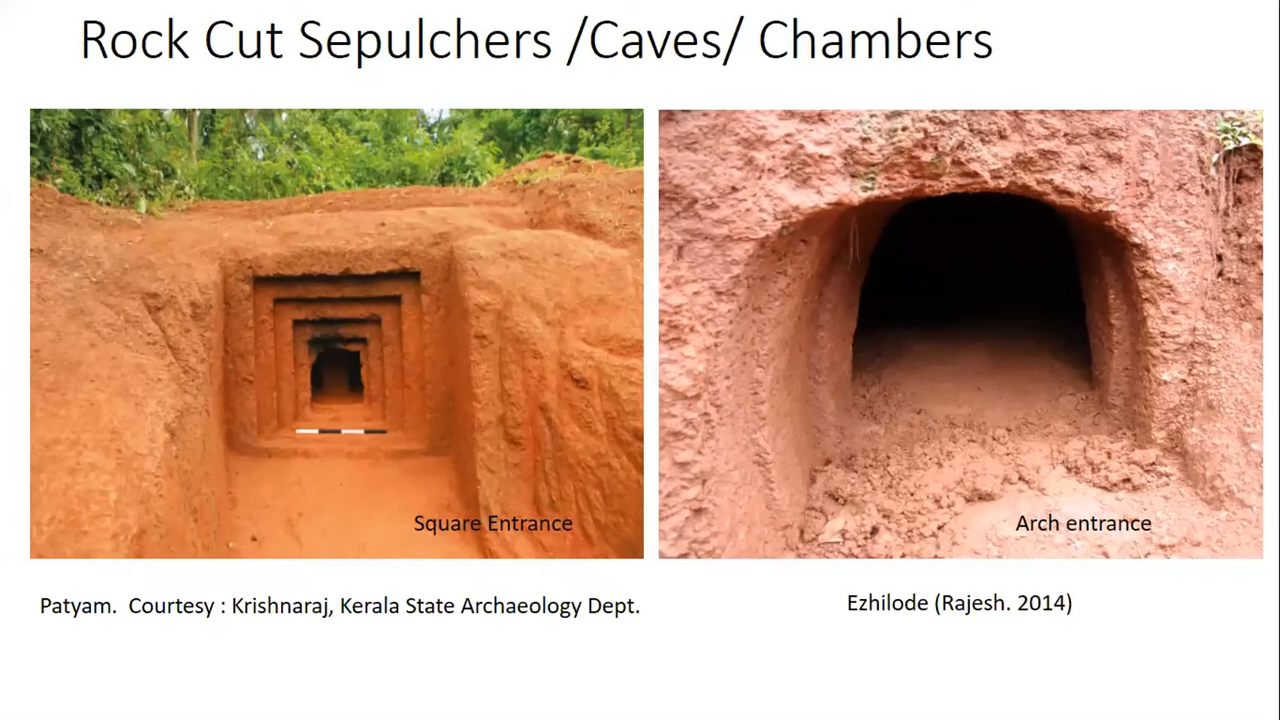 Rock Cut Sepulchers /Caves/ Chambers
Square Entrance
Arch entrance
Patyam.  Courtesy : Krishnaraj, Kerala State Archaeology Dept.
Ezhilode (Rajesh. 2014)